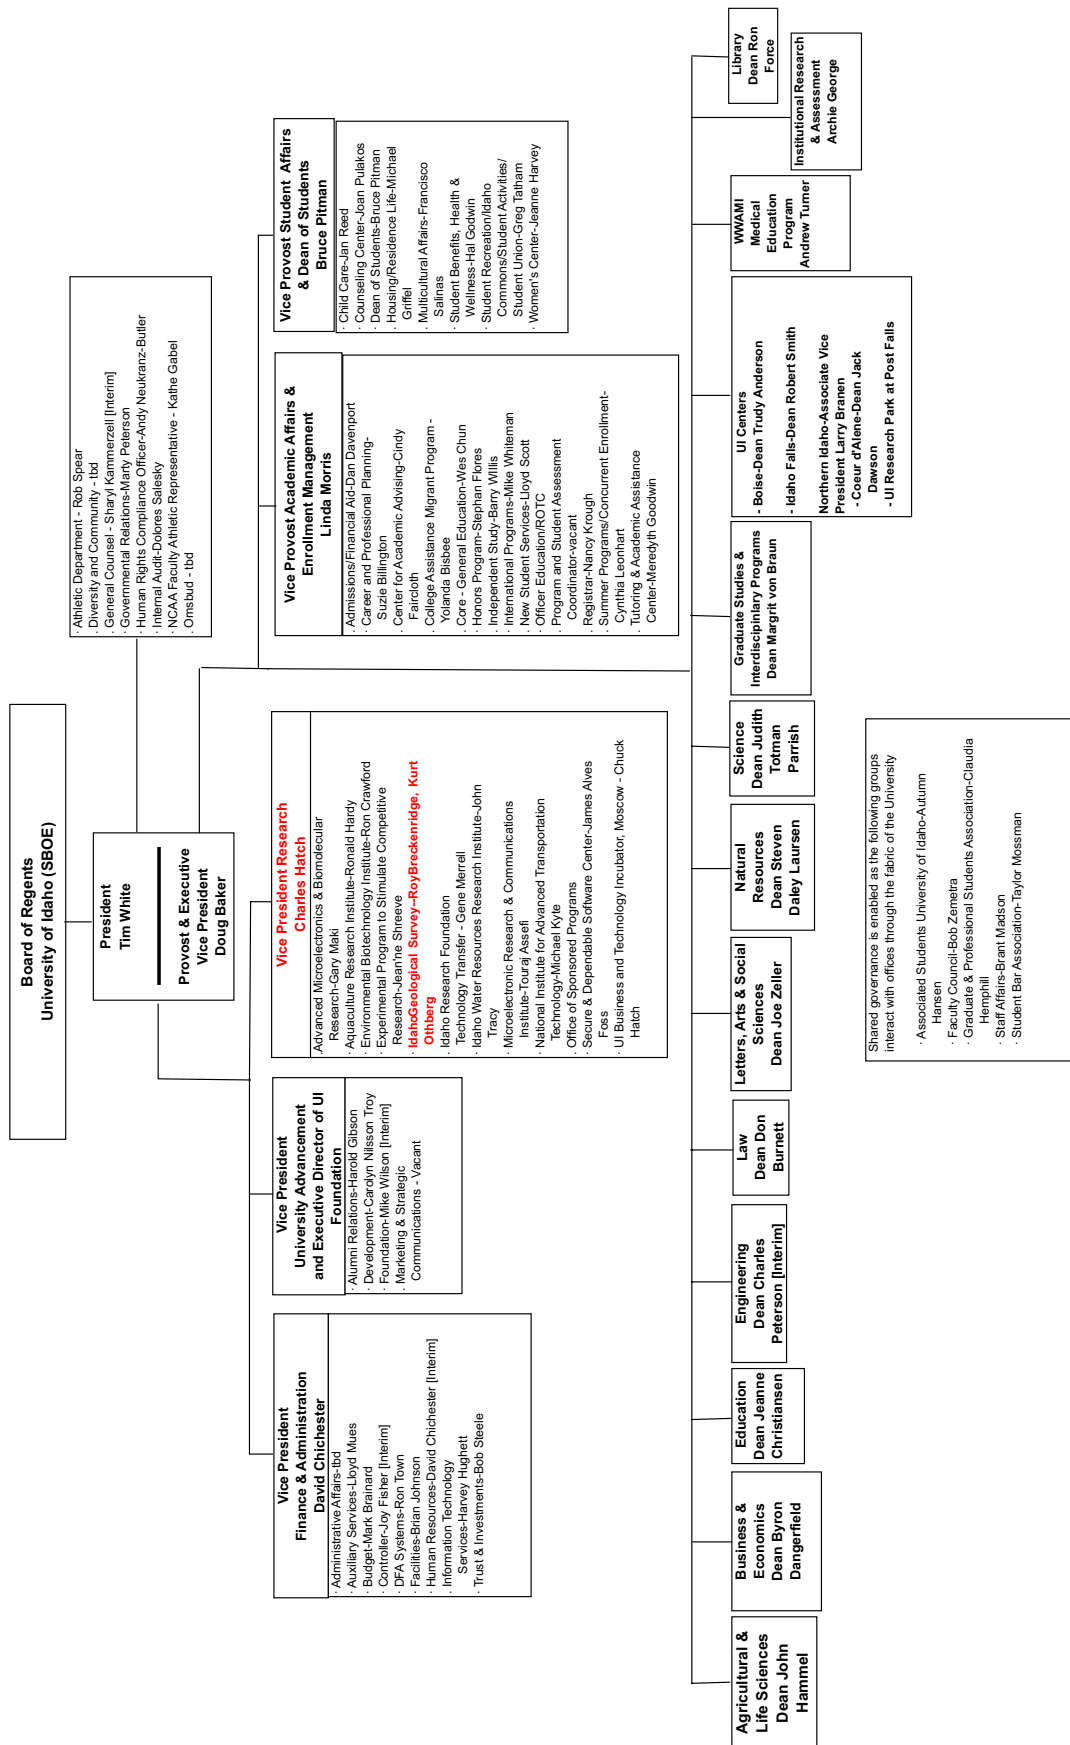 Board of Regents
University of Idaho (SBOE)
President
Tim White
Provost & Executive
Vice President
Doug Baker
· Athletic Department - Rob Spear
· Diversity and Community - tbd
· General Counsel - Sharyl Kammerzell [Interim]
· Governmental Relations-Marty Peterson
· Human Rights Compliance Officer-Andy Neukranz-Butler
· Internal Audit-Dolores Salesky
· NCAA Faculty Athletic Representative - Kathe Gabel
· Omsbud - tbd
Vice President
Finance & Administration
David Chichester
· Administrative Affairs-tbd
· Auxiliary Services-Lloyd Mues
· Budget-Mark Brainard
· Controller-Joy Fisher [Interim]
· DFA Systems-Ron Town
· Facilities-Brian Johnson
· Human Resources-David Chichester [Interim]
· Information Technology
Services-Harvey Hughett
· Trust & Investments-Bob Steele
Vice President
University Advancement
and Executive Director of UI
Foundation
· Alumni Relations-Harold Gibson
· Development-Carolyn Nilsson Troy
· Foundation-Mike Wilson [Interim]
· Marketing & Strategic
Communications - Vacant
Vice President Research
Charles Hatch
.Advanced Microelectronics & Biomolecular
Research-Gary Maki
· Aquaculture Research Institute-Ronald Hardy
· Environmental Biotechnology Institute-Ron Crawford
· Experimental Program to Stimulate Competitive
Research-Jean'ne Shreeve
· IdahoGeological Survey--RoyBreckenridge, Kurt
Othberg
· Idaho Research Foundation
Technology Transfer - Gene Merrell
· Idaho Water Resources Research Institute-John
Tracy
· Microelectronic Research & Communications
Institute-Touraj Assefi
· National Institute for Advanced Transportation
Technology-Michael Kyte
· Office of Sponsored Programs
· Secure & Dependable Software Center-James Alves
Foss
· UI Business and Technology Incubator, Moscow - Chuck
Hatch
Vice Provost Academic Affairs &
Enrollment Management
Linda Morris
· Admissions/Financial Aid-Dan Davenport
· Career and Professional Planning-
Suzie Billington
· Center for Academic Advising-Cindy
Faircloth
· College Assistance Migrant Program -
Yolanda Bisbee
· Core - General Education-Wes Chun
· Honors Program-Stephan Flores
· Independent Study-Barry WIllis
· International Programs-Mike Whiteman
· New Student Services-Lloyd Scott
· Officer Education/ROTC
· Program and Student Assessment
Coordinator-vacant
· Registrar-Nancy Krough
· Summer Programs/Concurrent Enrollment-
Cynthia Leonhart
· Tutoring & Academic Assistance
Center-Meredyth Goodwin
Vice Provost Student Affairs
& Dean of Students
Bruce Pitman
· Child Care-Jan Reed
· Counseling Center-Joan Pulakos
· Dean of Students-Bruce Pitman
· Housing/Residence Life-Michael
Griffel
· Multicultural Affairs-Francisco
Salinas
· Student Benefits, Health &
Wellness-Hal Godwin
· Student Recreation/Idaho
Commons/Student Activities/
Student Union-Greg Tatham
· Women's Center-Jeanne Harvey
Agricultural &
Life Sciences
Dean John
Hammel
Business &
Economics
Dean Byron
Dangerfield
Education
Dean Jeanne
Christiansen
Engineering
Dean Charles
Peterson [Interim]
Law
Dean Don
Burnett
Letters, Arts & Social
Sciences
Dean Joe Zeller
Natural
Resources
Dean Steven
Daley Laursen
Science
Dean Judith
Totman
Parrish
Graduate Studies &
Interdisciplinary Programs
Dean Margrit von Braun
UI Centers
- Boise-Dean Trudy Anderson
- Idaho Falls-Dean Robert Smith
Northern Idaho-Associate Vice
President Larry Branen
- Coeur d'Alene-Dean Jack
Dawson
- UI Research Park at Post Falls
WWAMI
Medical
Education
Program
Andrew Turner
Institutional Research
& Assessment
Archie George
Library
Dean Ron
Force
Shared governance is enabled as the following groups
interact with offices through the fabric of the University
· Associated Students University of Idaho-Autumn
Hansen
· Faculty Council-Bob Zemetra
· Graduate & Professional Students Association-Claudia
Hemphill
· Staff Affairs-Brant Madson
· Student Bar Association-Taylor Mossman